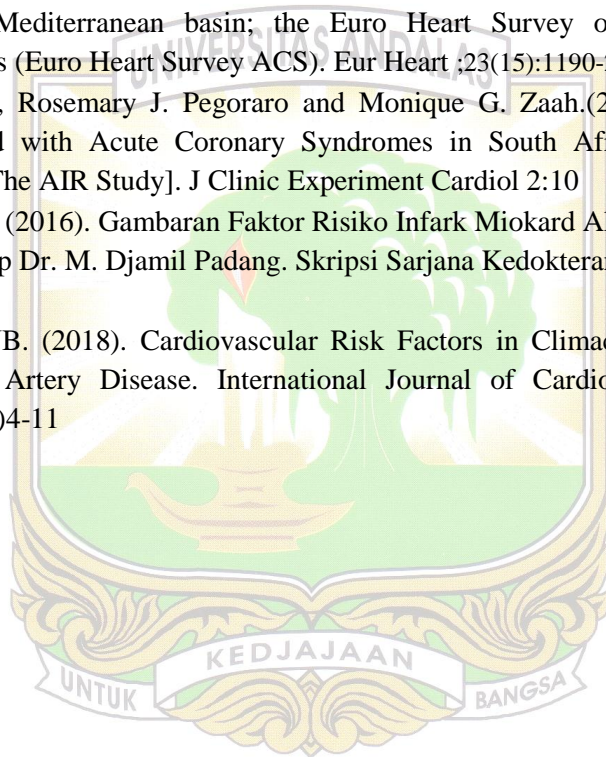 Mediterranean basin; the Euro Heart Survey o
s (Euro Heart Survey ACS). Eur Heart ;23(15):1190-
, Rosemary J. Pegoraro and Monique G. Zaah.(2
d with Acute Coronary Syndromes in South Af
The AIR Study]. J Clinic Experiment Cardiol 2:10
(2016). Gambaran Faktor Risiko Infark Miokard A
p Dr. M. Djamil Padang. Skripsi Sarjana Kedoktera
B. (2018). Cardiovascular Risk Factors in Climac
Artery Disease. International Journal of Cardio
)4-11
UNIVERSITAS ANDALAS
KEDJAJAAN
UNTUK
BANGSA